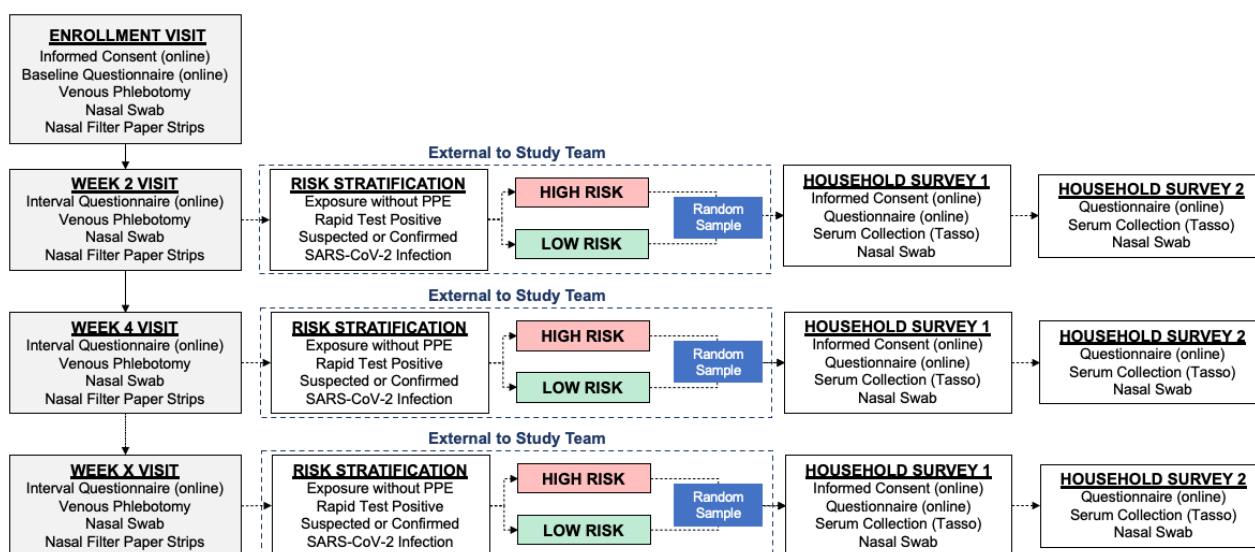 ENROLLMENT VISIT
Informed Consent (online)
Baseline Questionnaire (online)
Venous Phlebotomy
Nasal Swab
Nasal Filter Paper Strips
External to Study Team
WEEK 2 VISIT
Interval Questionnaire (online)
Venous Phlebotomy
Nasal Swab
Nasal Filter Paper Strips
RISK STRATIFICATION
Exposure without PPE
Rapid Test Positive
Suspected or Confirmed
SARS-CoV-2 Infection
HIGH RISK
LOW RISK
Random
Sample
HOUSEHOLD SURVEY 1
Informed Consent (online)
Questionnaire (online)
Serum Collection (Tasso)
Nasal Swab
HOUSEHOLD SURVEY 2
Questionnaire (online)
Serum Collection (Tasso)
Nasal Swab
External to Study Team
WEEK 4 VISIT
Interval Questionnaire (online)
Venous Phlebotomy
Nasal Swab
Nasal Filter Paper Strips
RISK STRATIFICATION
Exposure without PPE
Rapid Test Positive
Suspected or Confirmed
SARS-CoV-2 Infection
HIGH RISK
LOW RISK
Random
Sample
HOUSEHOLD SURVEY 1
Informed Consent (online)
Questionnaire (online)
Serum Collection (Tasso)
Nasal Swab
HOUSEHOLD SURVEY 2
Questionnaire (online)
Serum Collection (Tasso)
Nasal Swab
External to Study Team
WEEK X VISIT
Interval Questionnaire (online)
Venous Phlebotomy
Nasal Swab
Nasal Filter Paper Strips
RISK STRATIFICATION
Exposure without PPE
Rapid Test Positive
Suspected or Confirmed
SARS-CoV-2 Infection
HIGH RISK
LOW RISK
Random
Sample
HOUSEHOLD SURVEY 1
Informed Consent (online)
Questionnaire (online)
Serum Collection (Tasso)
Nasal Swab
HOUSEHOLD SURVEY 2
Questionnaire (online)
Serum Collection (Tasso)
Nasal Swab